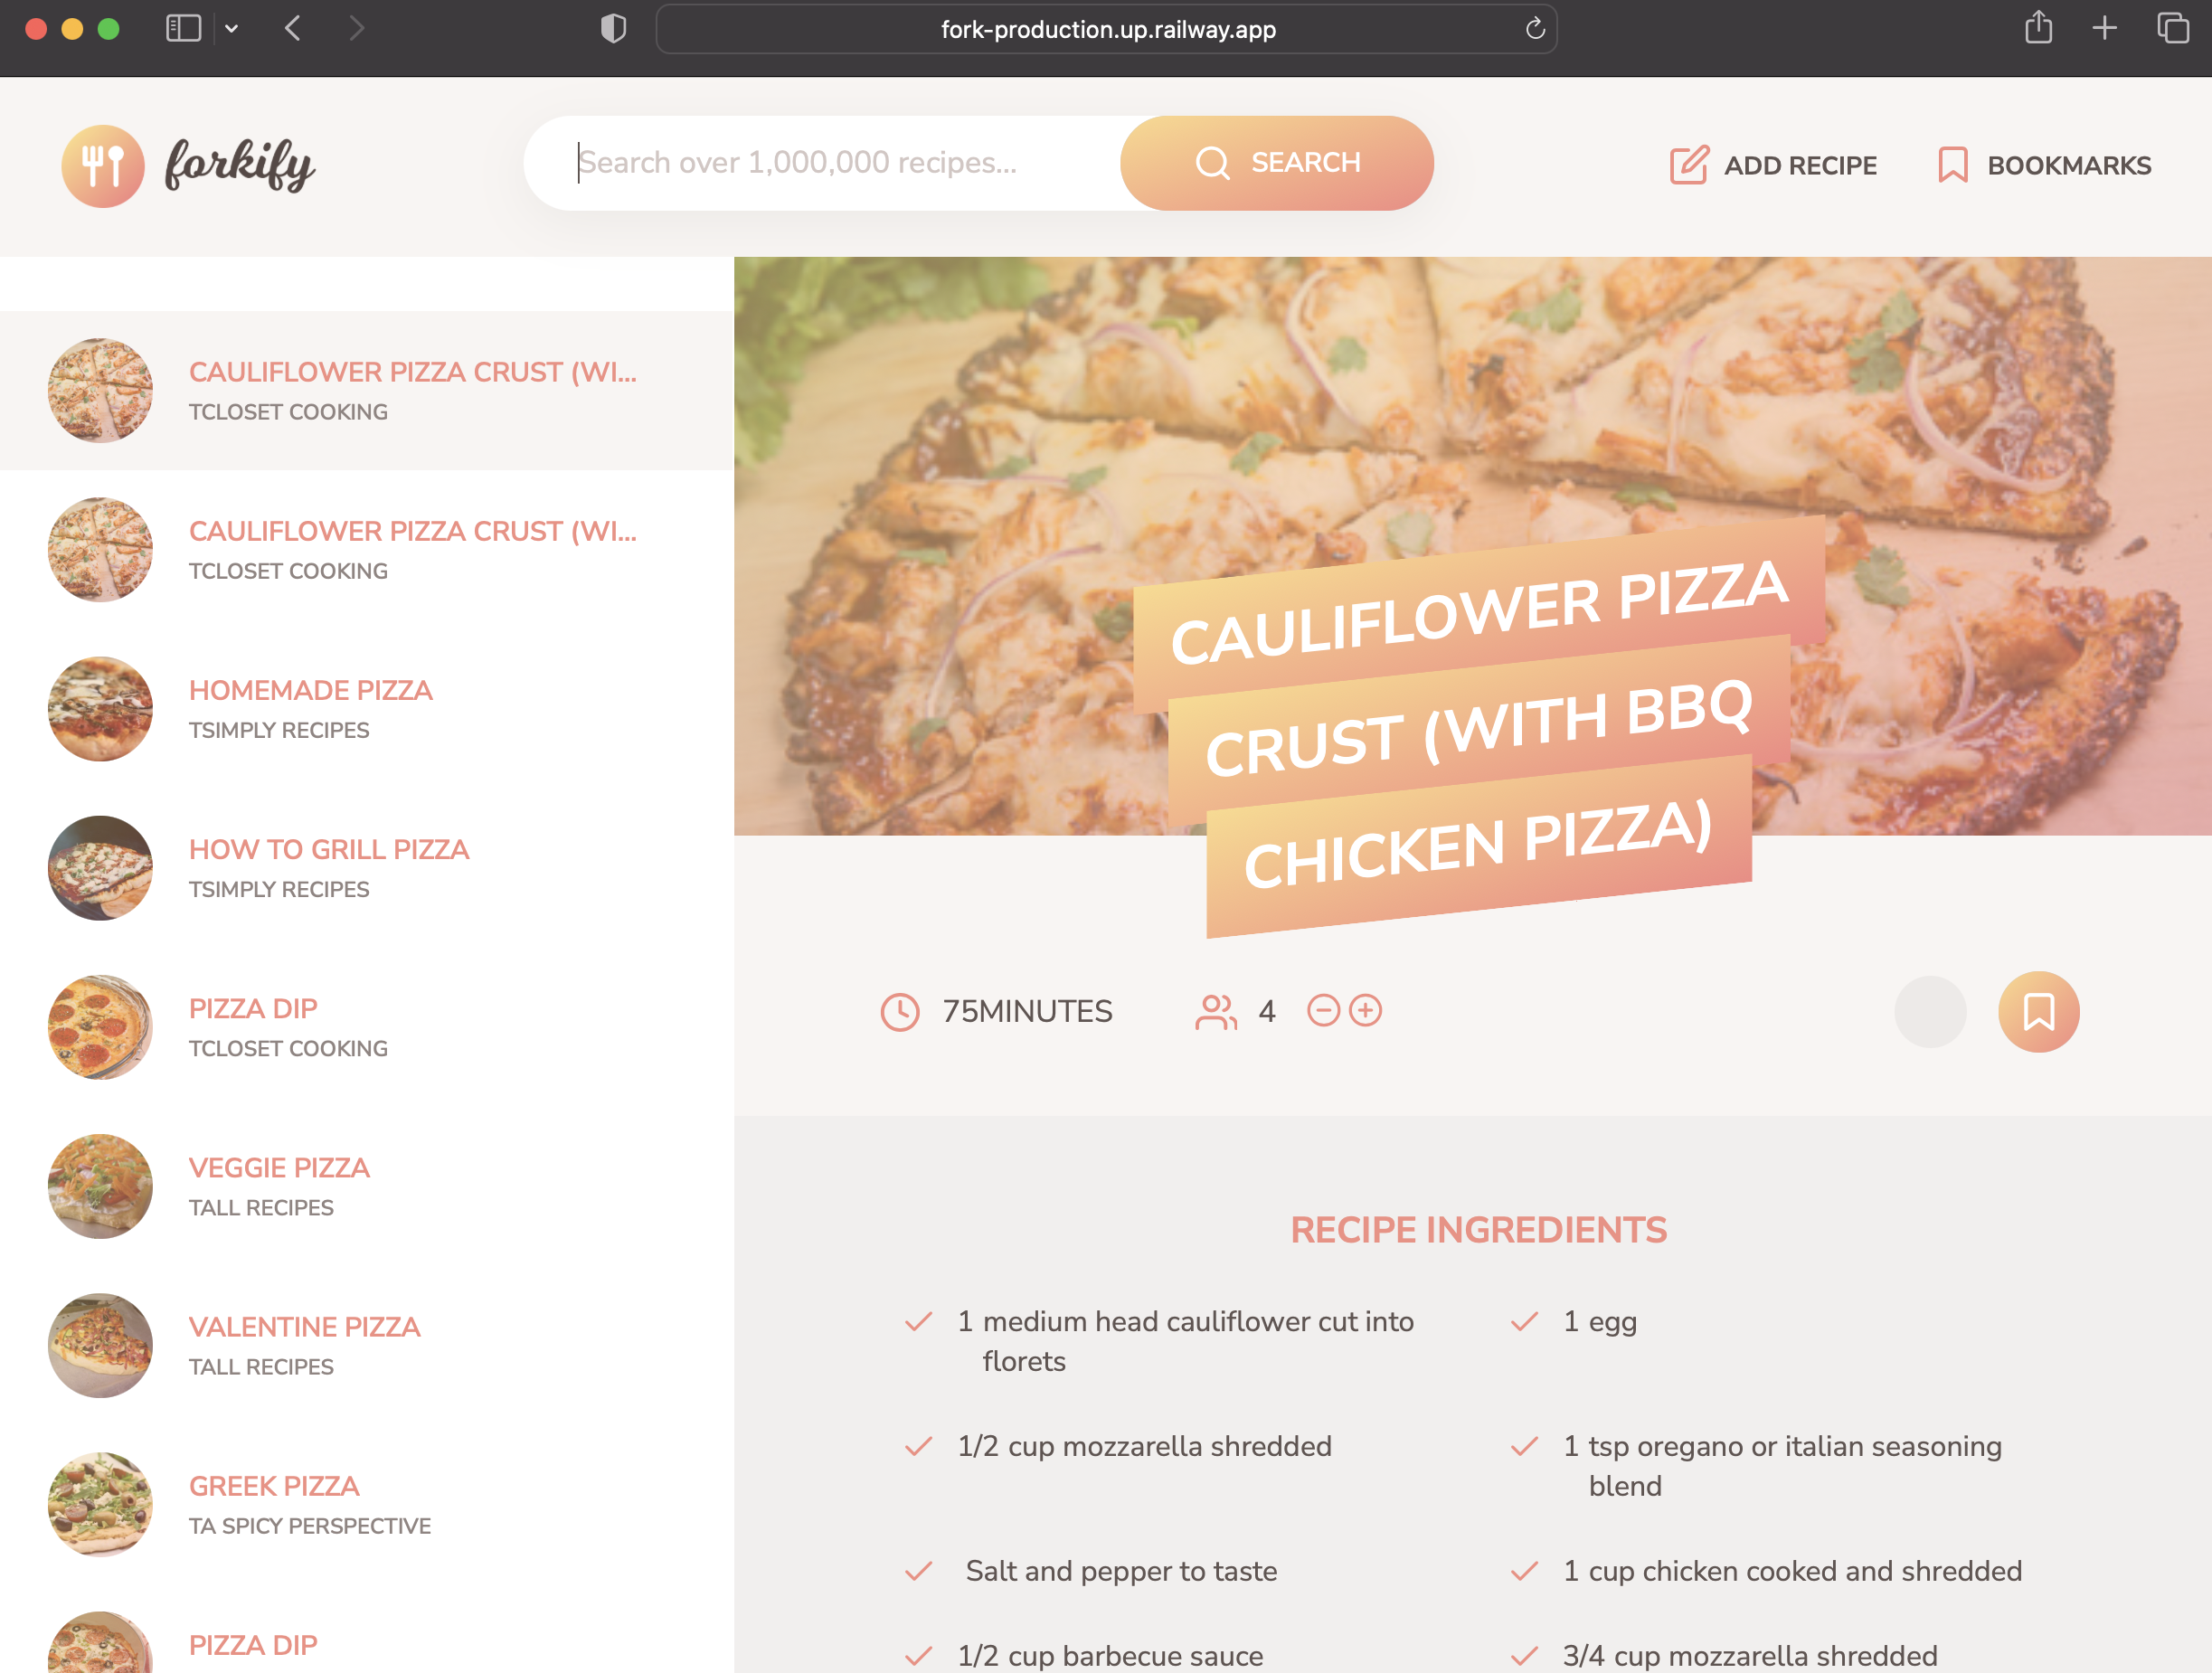 fork-production.up.railway.app
forkify
Search over 1,000,000 recipes...
SEARCH
ADD RECIPE
BOOKMARKS
CAULIFLOWER PIZZA CRUST (WI...
TCLOSET COOKING
CAULIFLOWER PIZZA CRUST (WI...
TCLOSET COOKING
HOMEMADE PIZZA
TSIMPLY RECIPES
HOW TO GRILL PIZZA
TSIMPLY RECIPES
PIZZA DIP
TCLOSET COOKING
VEGGIE PIZZA
TALL RECIPES
VALENTINE PIZZA
TALL RECIPES
GREEK PIZZA
TA SPICY PERSPECTIVE
PIZZA DIP
CAULIFLOWER PIZZA
CRUST (WITH BBQ
CHICKEN PIZZA)
75MINUTES
4
RECIPE INGREDIENTS
1 medium head cauliflower cut into
florets
1 egg
1/2 cup mozzarella shredded
1 tsp oregano or italian seasoning
blend
Salt and pepper to taste
1 cup chicken cooked and shredded
1/2 cup barbecue sauce
3/4 cup mozzarella shredded